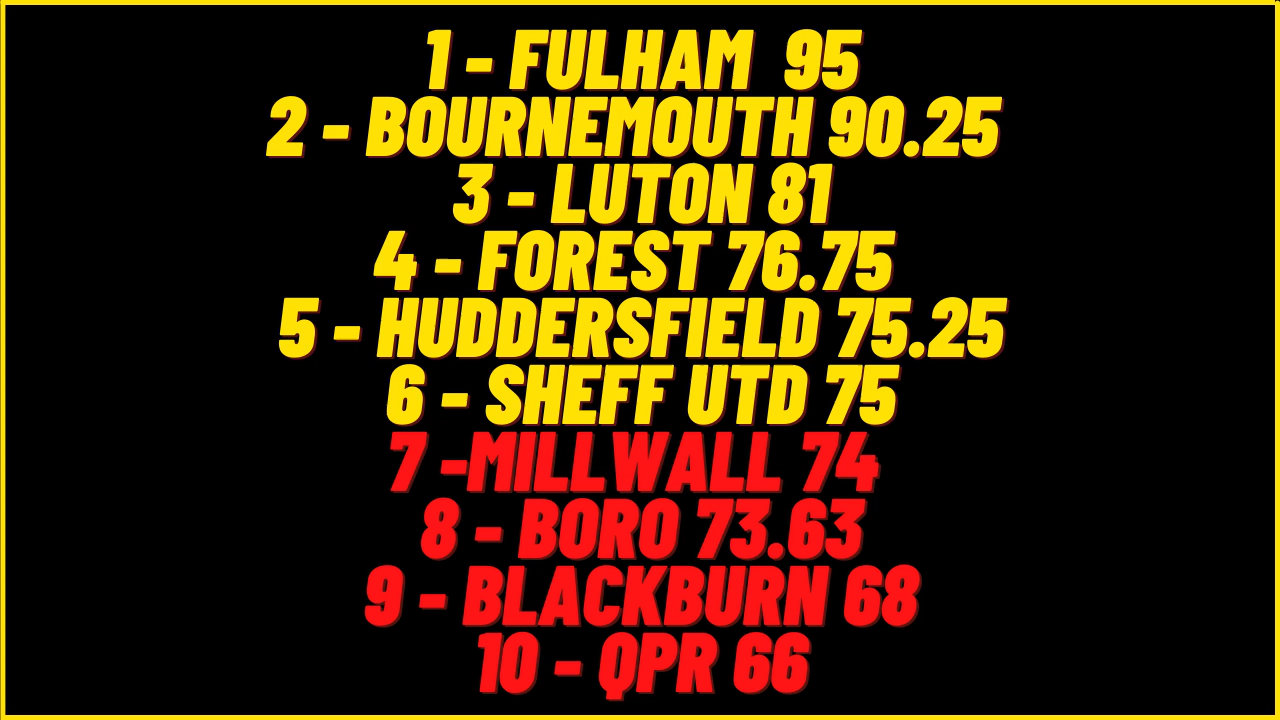 1 - FULHAM 95
2 - BOURNEMOUTH 90.25
3 - LUTON 81
4 - FOREST 76.75
5 - HUDDERSFIELD 75.25
6 - SHEFF UTD 75
7 -MILLWALL 74
8 - BORO 73.63
9 - BLACKBURN 68
10 - QPR 66